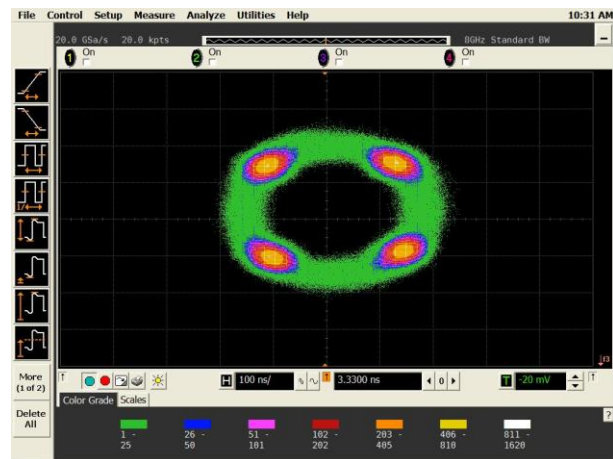 File Control Setup Measure Analyze Utilities Help 10:31 AM
20.0 GSa/s 20.0 kpts 8GHz Standard BW
1 On 2 On 3 On 4 On
More
(1 of 2)
Delete
All
H 100 ns/ 3.3300 ns 0 T -20 mV
Color Grade Scales
?
1 - 26 - 51 - 102 - 203 - 406 - 811 -
25 50 101 202 405 810 1620